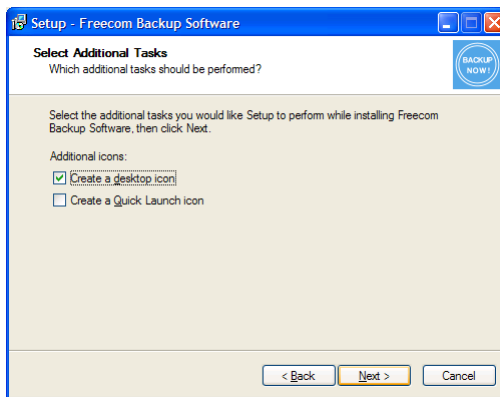 Setup - Freecom Backup Software
Select Additional Tasks
Which additional tasks should be performed?
BACKUP
NOW!
Select the additional tasks you would like Setup to perform while installing Freecom
Backup Software, then click Next.
Additional icons:
Create a desktop icon
Create a Quick Launch icon
< Back
Next >
Cancel